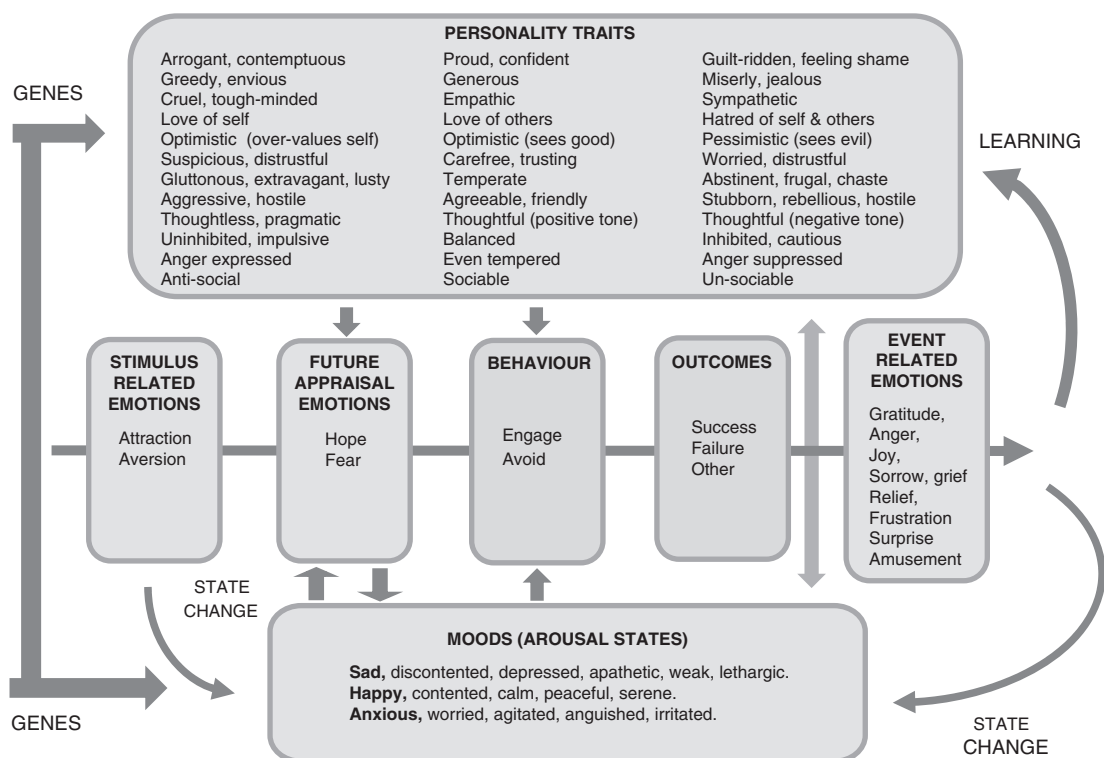 PERSONALITY TRAITS
Arrogant, contemptuous
Greedy, envious
Cruel, tough-minded
Love of self
Optimistic (over-values self)
Suspicious, distrustful
Gluttonous, extravagant, lusty
Aggressive, hostile
Thoughtless, pragmatic
Uninhibited, impulsive
Anger expressed
Anti-social
Proud, confident
Generous
Empathic
Love of others
Optimistic (sees good)
Carefree, trusting
Temperate
Agreeable, friendly
Thoughtful (positive tone)
Balanced
Even tempered
Sociable
Guilt-ridden, feeling shame
Miserly, jealous
Sympathetic
Hatred of self & others
Pessimistic (sees evil)
Worried, distrustful
Abstinent, frugal, chaste
Stubborn, rebellious, hostile
Thoughtful (negative tone)
Inhibited, cautious
Anger suppressed
Un-sociable
GENES
LEARNING
STIMULUS
RELATED
EMOTIONS
Attraction
Aversion
FUTURE
APPRAISAL
EMOTIONS
Hope
Fear
BEHAVIOUR
Engage
Avoid
OUTCOMES
Success
Failure
Other
EVENT
RELATED
EMOTIONS
Gratitude,
Anger,
Joy,
Sorrow, grief
Relief,
Frustration
Surprise
Amusement
STATE
CHANGE
MOODS (AROUSAL STATES)
Sad, discontented, depressed, apathetic, weak, lethargic.
Happy, contented, calm, peaceful, serene.
Anxious, worried, agitated, anguished, irritated.
GENES
STATE
CHANGE